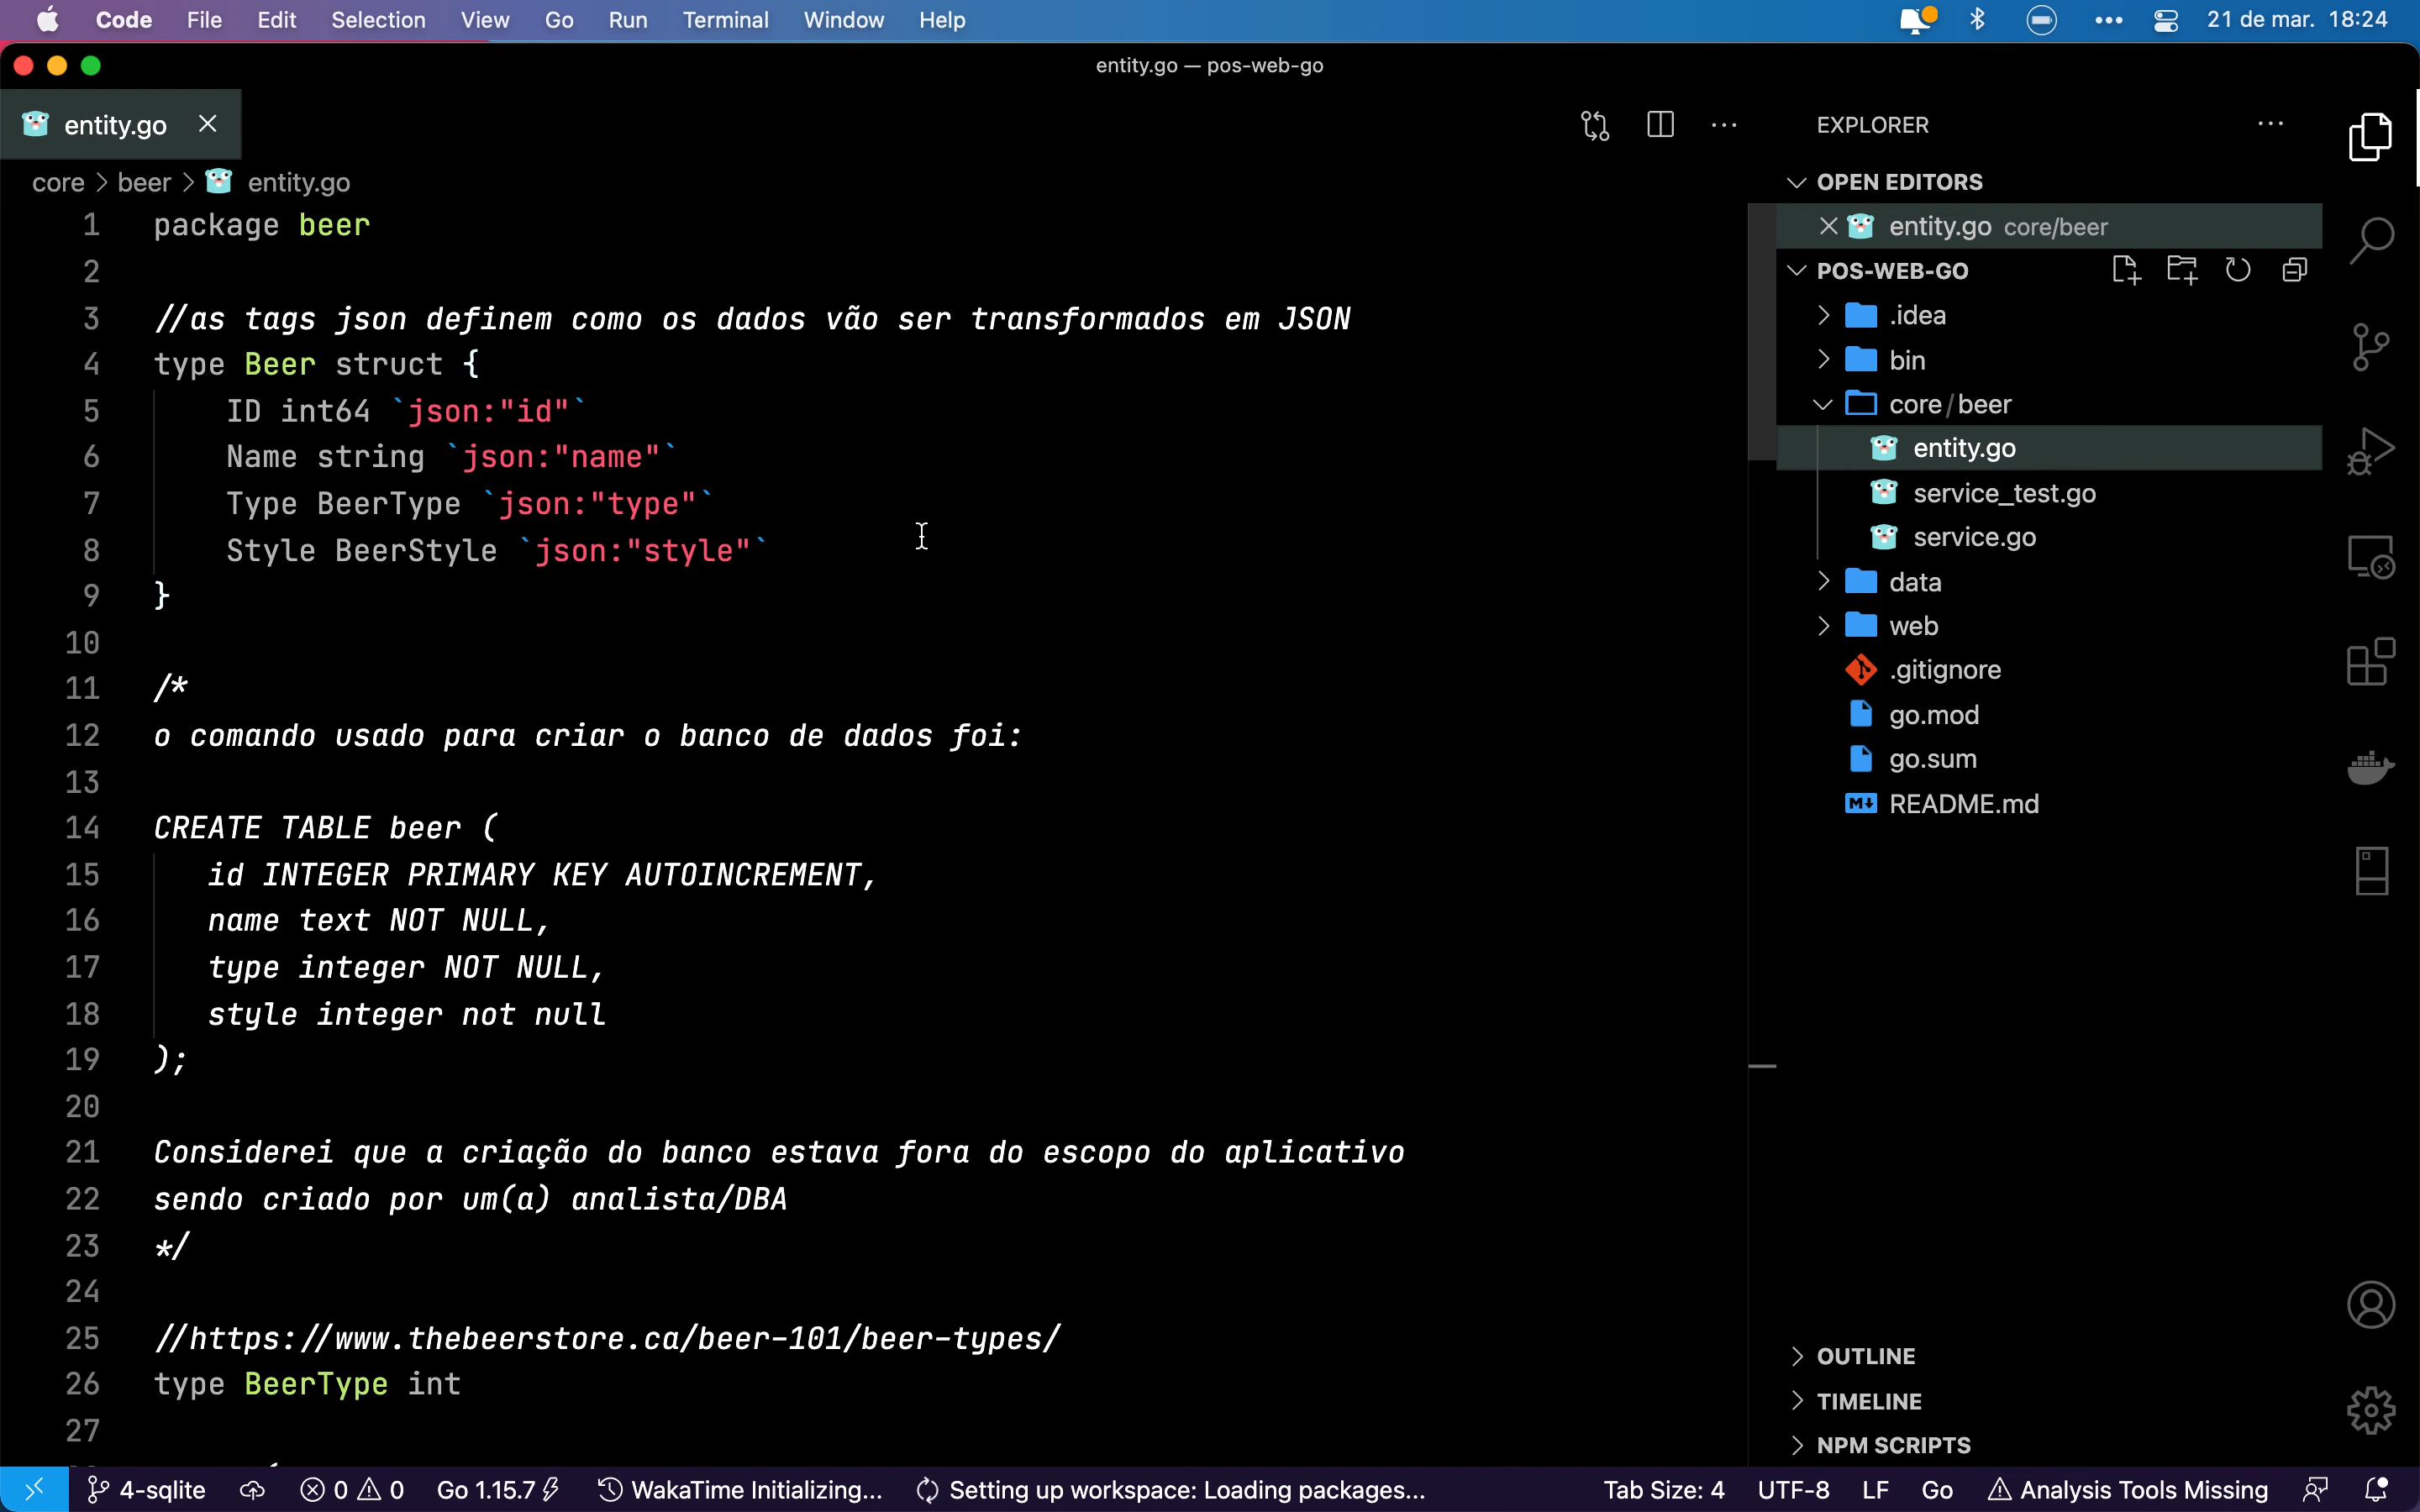 Code File Edit Selection View Go Run Terminal Window Help 21 de mar. 18:24
entity.go — pos-web-go
entity.go
core > beer > entity.go
1 package beer
2
3 //as tags json definem como os dados vão ser transformados em JSON
4 type Beer struct {
5 ID int64 `json:"id"`
6 Name string `json:"name"`
7 Type BeerType `json:"type"`
8 Style BeerStyle `json:"style"`
9 }
10
11 /*
12 o comando usado para criar o banco de dados foi:
13
14 CREATE TABLE beer (
15 id INTEGER PRIMARY KEY AUTOINCREMENT,
16 name text NOT NULL,
17 type integer NOT NULL,
18 style integer not null
19 );
20
21 Considerei que a criação do banco estava fora do escopo do aplicativo
22 sendo criado por um(a) analista/DBA
23 */
24
25 //https://www.thebeerstore.ca/beer-101/beer-types/
26 type BeerType int
27
EXPLORER
OPEN EDITORS
entity.go core/beer
POS-WEB-GO
.idea
bin
core/beer
entity.go
service_test.go
service.go
data
web
.gitignore
go.mod
go.sum
README.md
OUTLINE
TIMELINE
NPM SCRIPTS
4-sqlite 0 0 Go 1.15.7 WakaTime Initializing... Setting up workspace: Loading packages... Tab Size: 4 UTF-8 LF Go Analysis Tools Missing